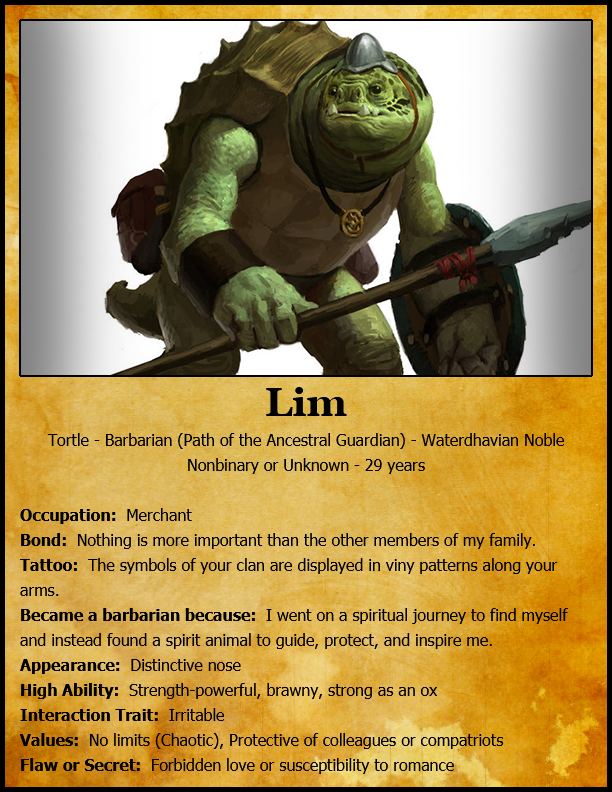 Lim
Tortle - Barbarian (Path of the Ancestral Guardian) - Waterdhavian Noble
Nonbinary or Unknown - 29 years
Occupation: Merchant
Bond: Nothing is more important than the other members of my family.
Tattoo: The symbols of your clan are displayed in viny patterns along your
arms.
Became a barbarian because: I went on a spiritual journey to find myself
and instead found a spirit animal to guide, protect, and inspire me.
Appearance: Distinctive nose
High Ability: Strength-powerful, brawny, strong as an ox
Interaction Trait: Irritable
Values: No limits (Chaotic), Protective of colleagues or compatriots
Flaw or Secret: Forbidden love or susceptibility to romance